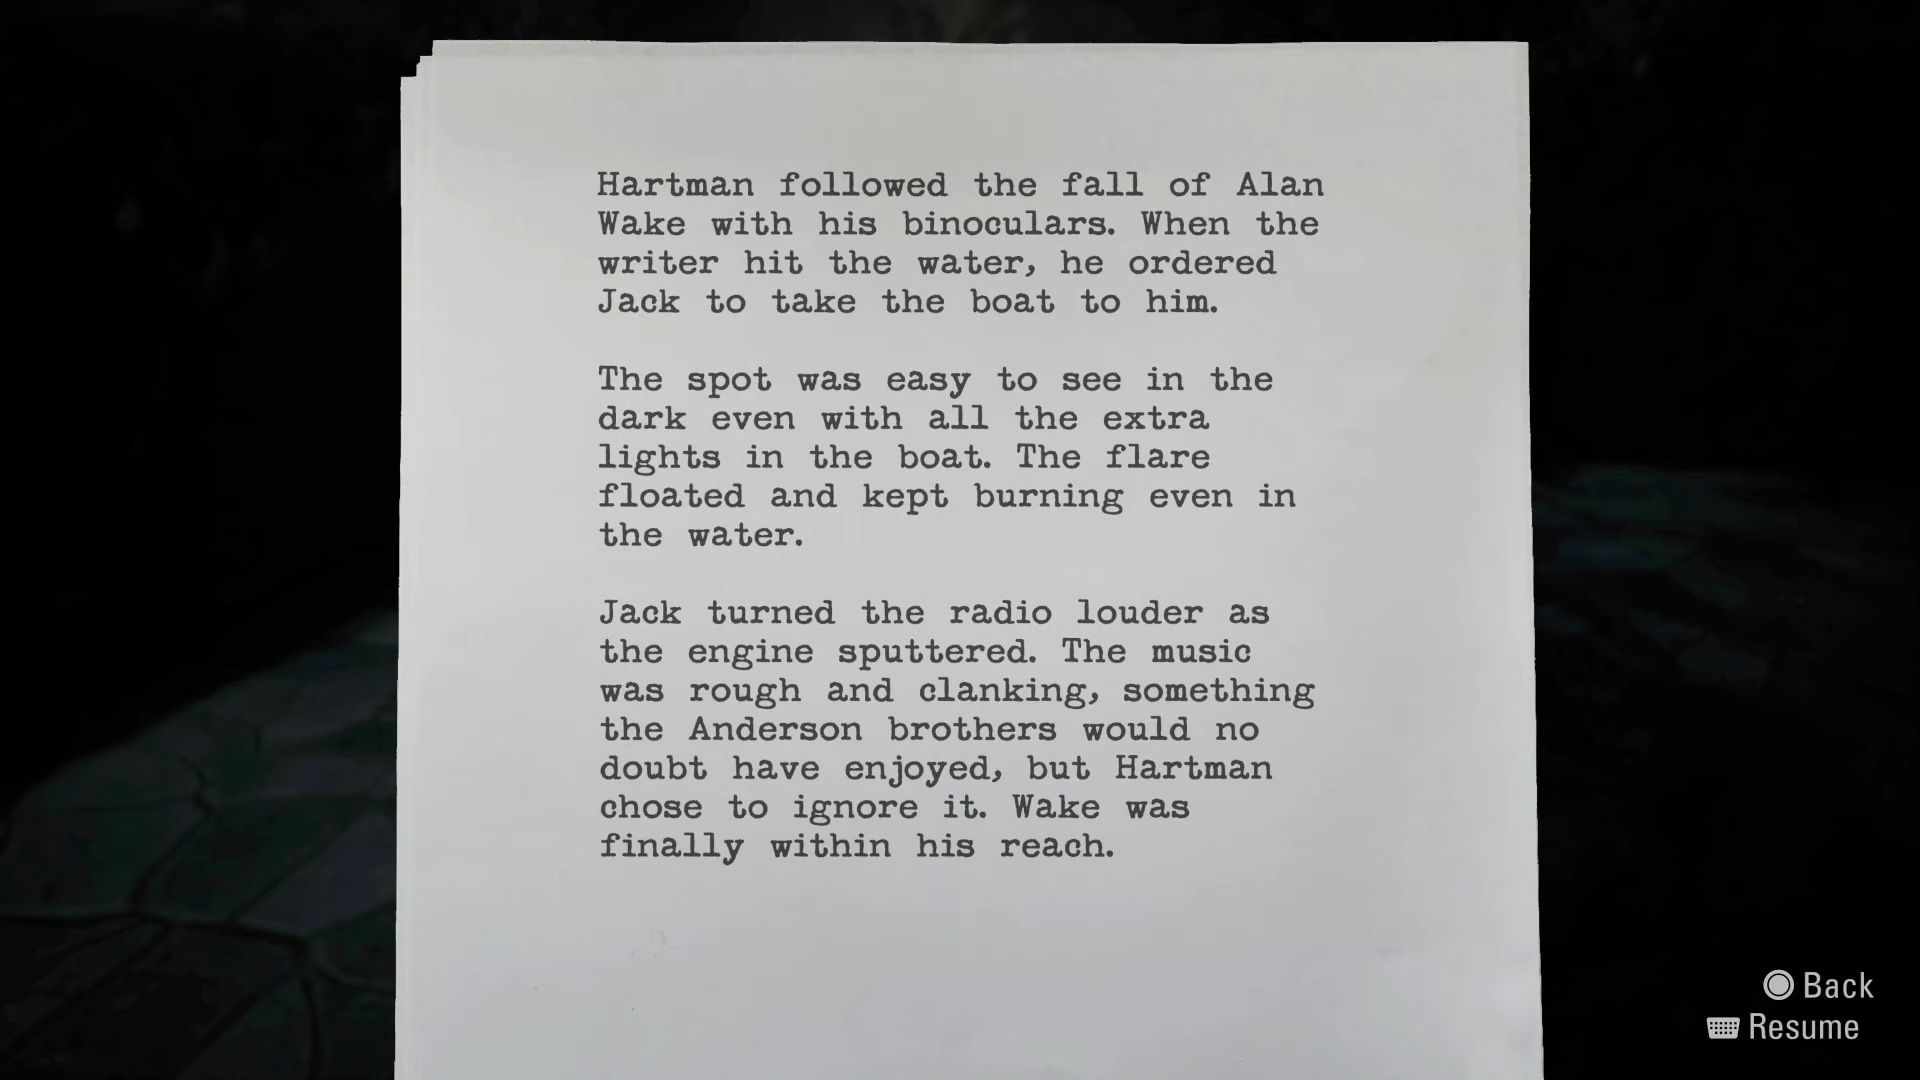 Hartman followed the fall of Alan
Wake with his binoculars. When the
writer hit the water, he ordered
Jack to take the boat to him.
The spot was easy to see in the
dark even with all the extra
lights in the boat. The flare
floated and kept burning even in
the water.
Jack turned the radio louder as
the engine sputtered. The music
was rough and clanking, something
the Anderson brothers would no
doubt have enjoyed, but Hartman
chose to ignore it. Wake was
finally within his reach.
Back
Resume